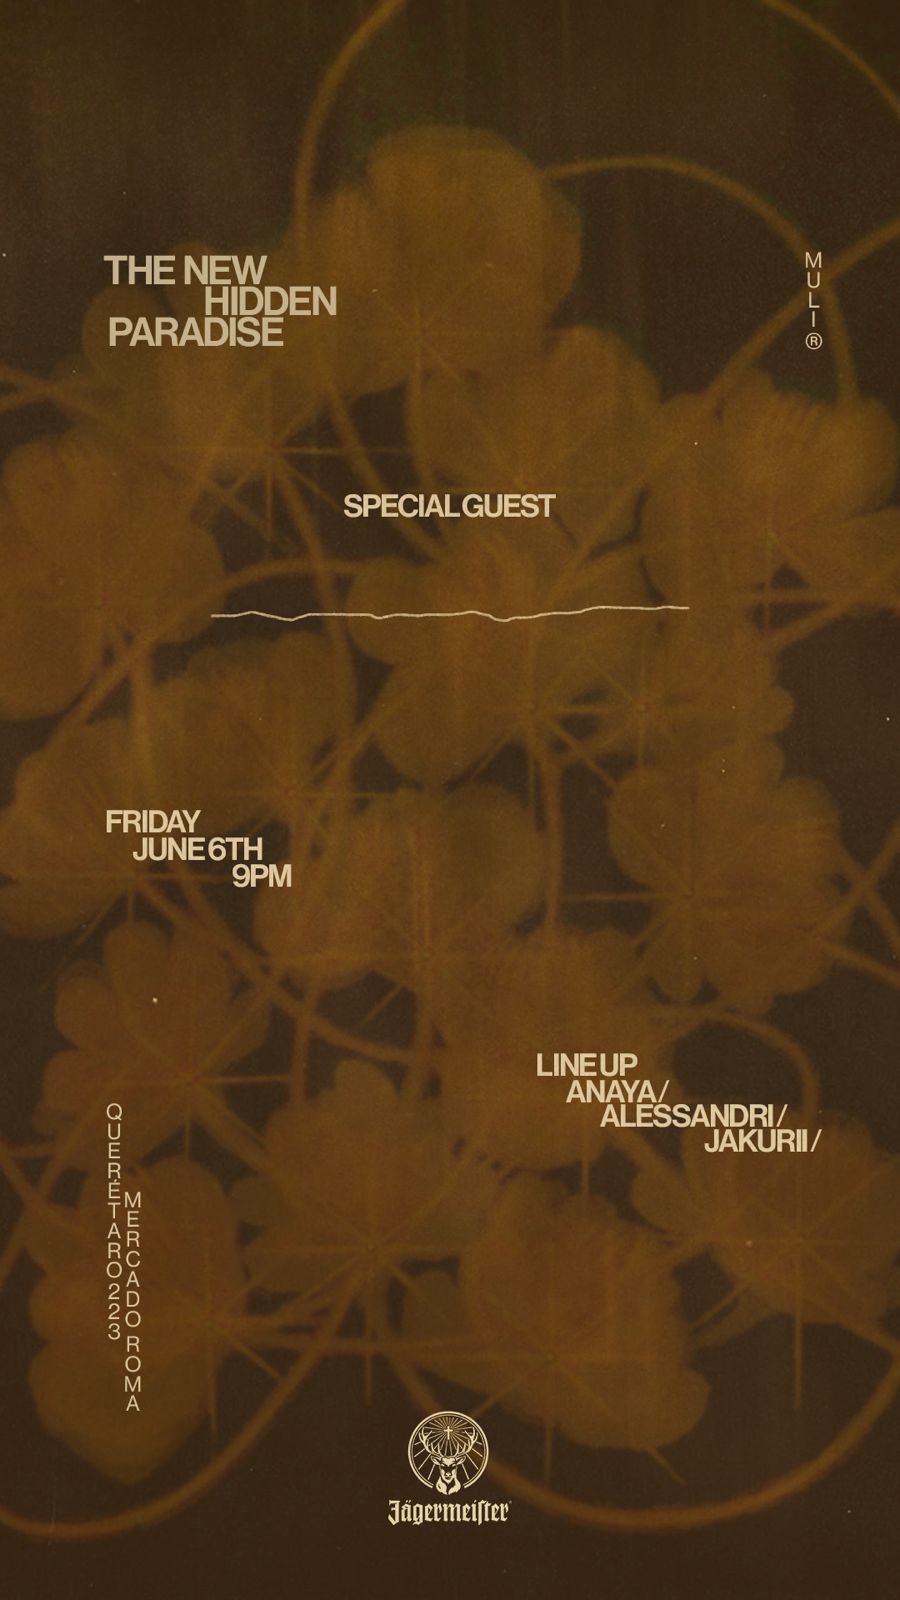 THE NEW
HIDDEN
PARADISE
MULI®
SPECIAL GUEST
FRIDAY
JUNE 6TH
9PM
LINE UP
ANAYA /
ALESSANDRI /
JAKURII /
QUERÉTARO 223
MERCADO ROMA
Jägermeister